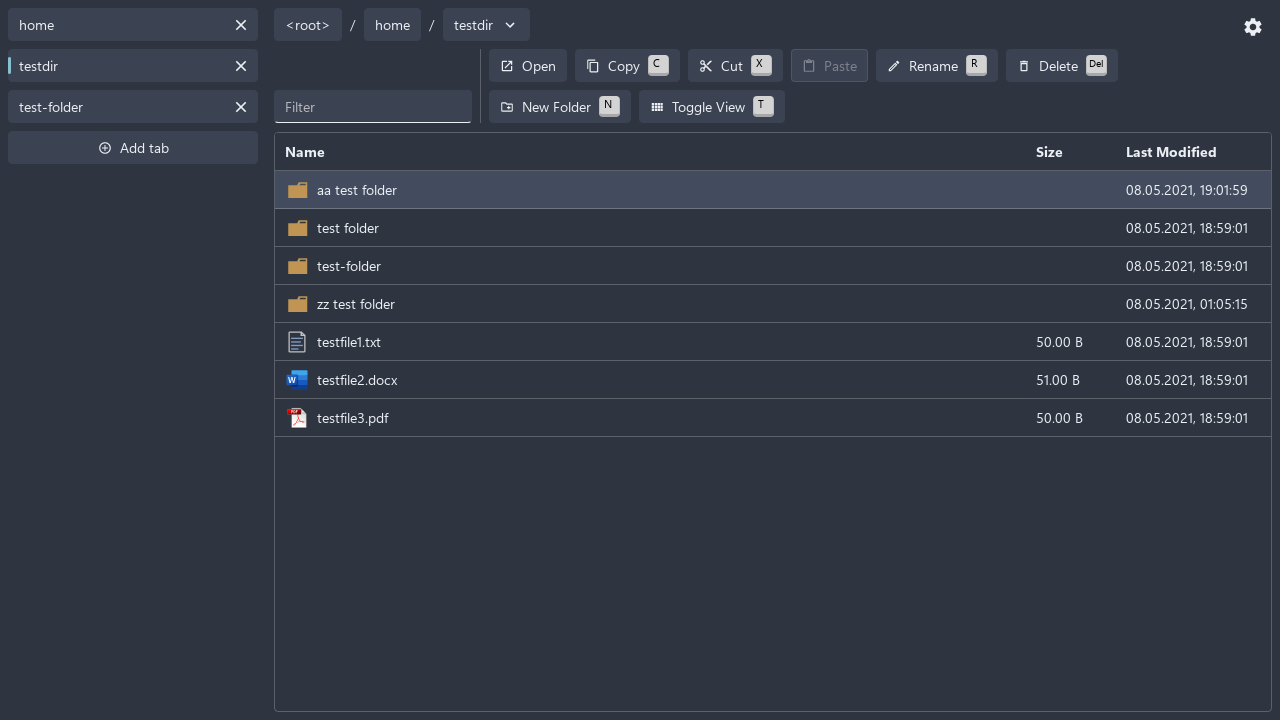 home
testdir
test-folder
Add tab
<root> / home / testdir
Open Copy C Cut X Paste Rename R Delete Del
Filter New Folder N Toggle View T
Name Size Last Modified
aa test folder 08.05.2021, 19:01:59
test folder 08.05.2021, 18:59:01
test-folder 08.05.2021, 18:59:01
zz test folder 08.05.2021, 01:05:15
testfile1.txt 50.00 B 08.05.2021, 18:59:01
W testfile2.docx 51.00 B 08.05.2021, 18:59:01
PDF testfile3.pdf 50.00 B 08.05.2021, 18:59:01